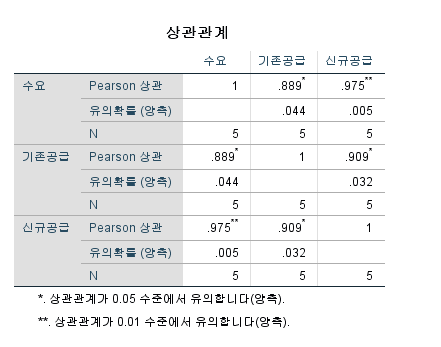 상관관계
수요 기존공급 신규공급
수요 Pearson 상관 1 .889* .975**
유의확률 (양측) .044 .005
N 5 5 5
기존공급 Pearson 상관 .889* 1 .909*
유의확률 (양측) .044 .032
N 5 5 5
신규공급 Pearson 상관 .975** .909* 1
유의확률 (양측) .005 .032
N 5 5 5
*. 상관관계가 0.05 수준에서 유의합니다(양측).
**. 상관관계가 0.01 수준에서 유의합니다(양측).